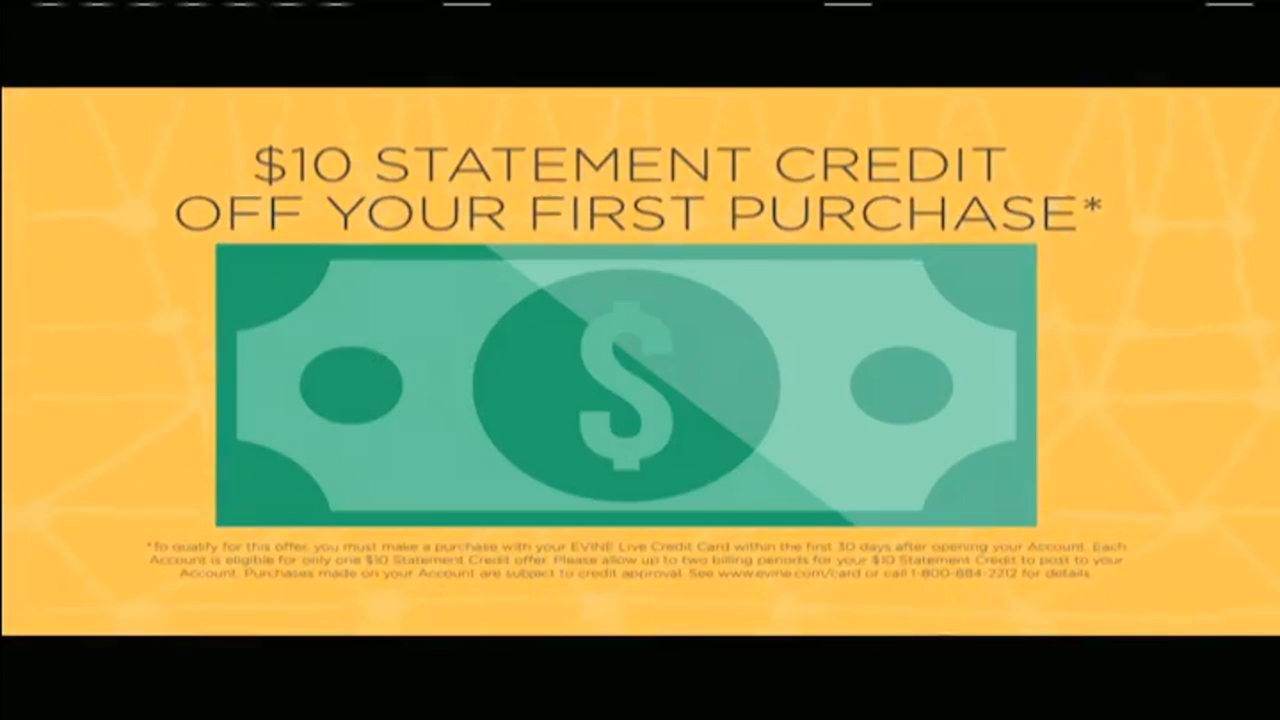 $10 STATEMENT CREDIT
OFF YOUR FIRST PURCHASE*
$
*To qualify for this offer, you must make a purchase with your EVINE Live Credit Card within the first 30 days after opening your Account. Each
Account is eligible for only one $10 Statement Credit offer. Please allow up to two billing periods for your $10 Statement Credit to post to your
Account. Purchases made on your Account are subject to credit approval. See www.evine.com/card or call 1-800-884-2212 for details.